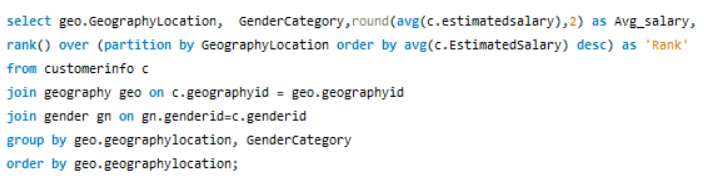 select geo.GeographyLocation,  GenderCategory,round(avg(c.estimatedsalary),2) as Avg_salary,
rank() over (partition by GeographyLocation order by avg(c.EstimatedSalary) desc) as 'Rank'
from customerinfo c
join geography geo on c.geographyid = geo.geographyid
join gender gn on gn.genderid=c.genderid
group by geo.geographylocation, GenderCategory
order by geo.geographylocation;